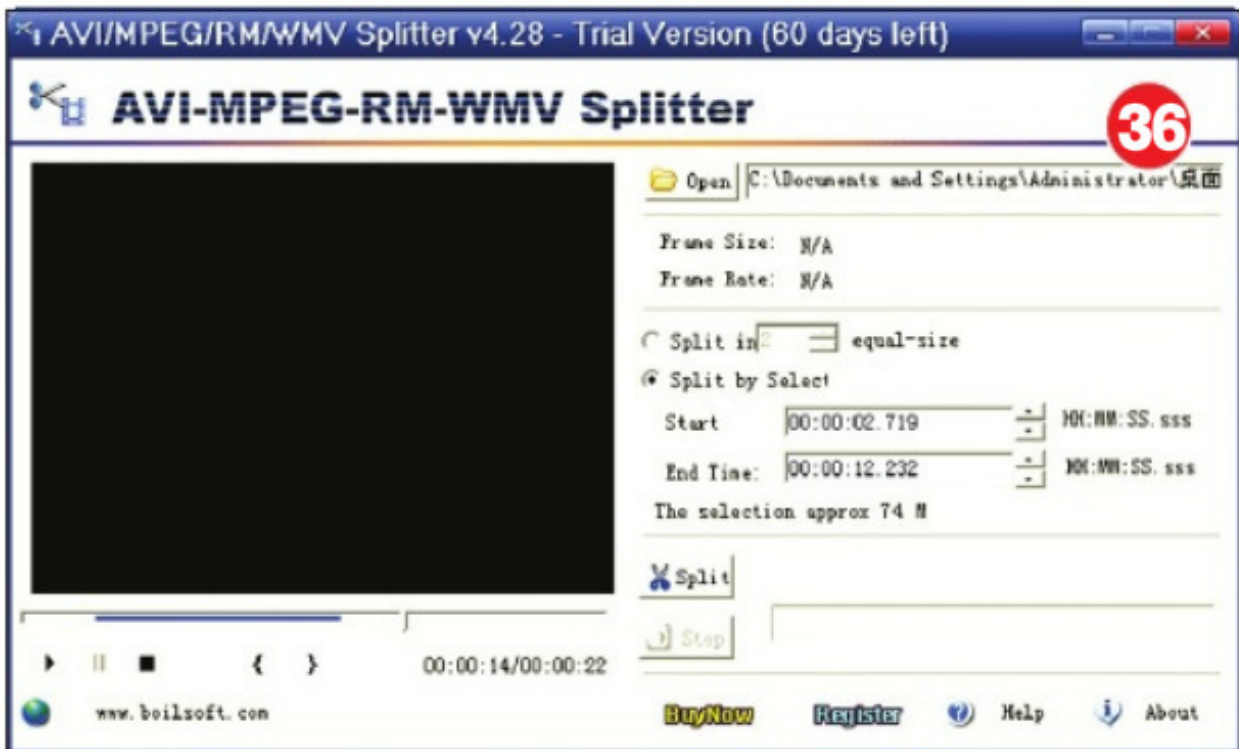 AVI/MPEG/RM/WMV Splitter v4.28 - Trial Version (60 days left)
AVI-MPEG-RM-WMV Splitter
36
Open C:\Documents and Settings\Administrator\桌面
Frame Size: N/A
Frame Rate: N/A
Split in 2 equal-size
Split by Select
Start 00:00:02.719 HH:MM:SS.sss
End Time: 00:00:12.232 HH:MM:SS.sss
The selection approx 74 M
Split
Stop
{ } 00:00:14/00:00:22
www.boilsoft.com BuyNow Register Help About